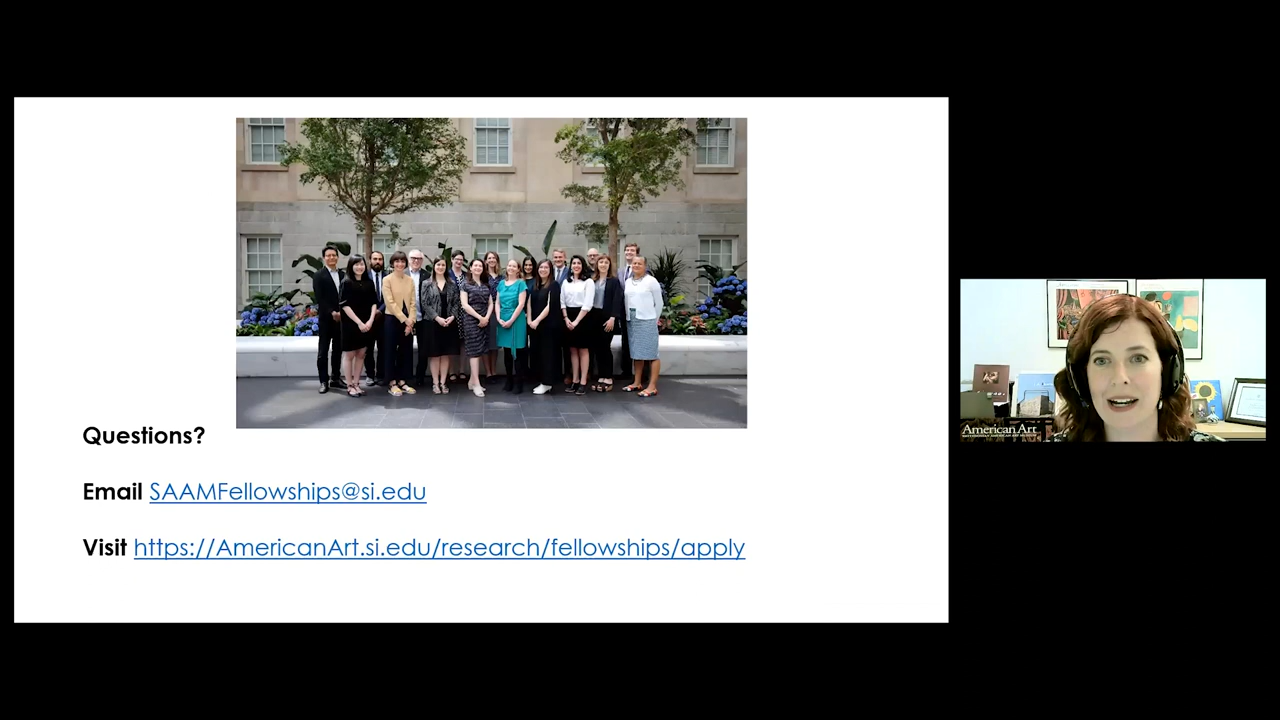 Questions?
Email SAAMFellowships@si.edu
Visit https://AmericanArt.si.edu/research/fellowships/apply
American Art